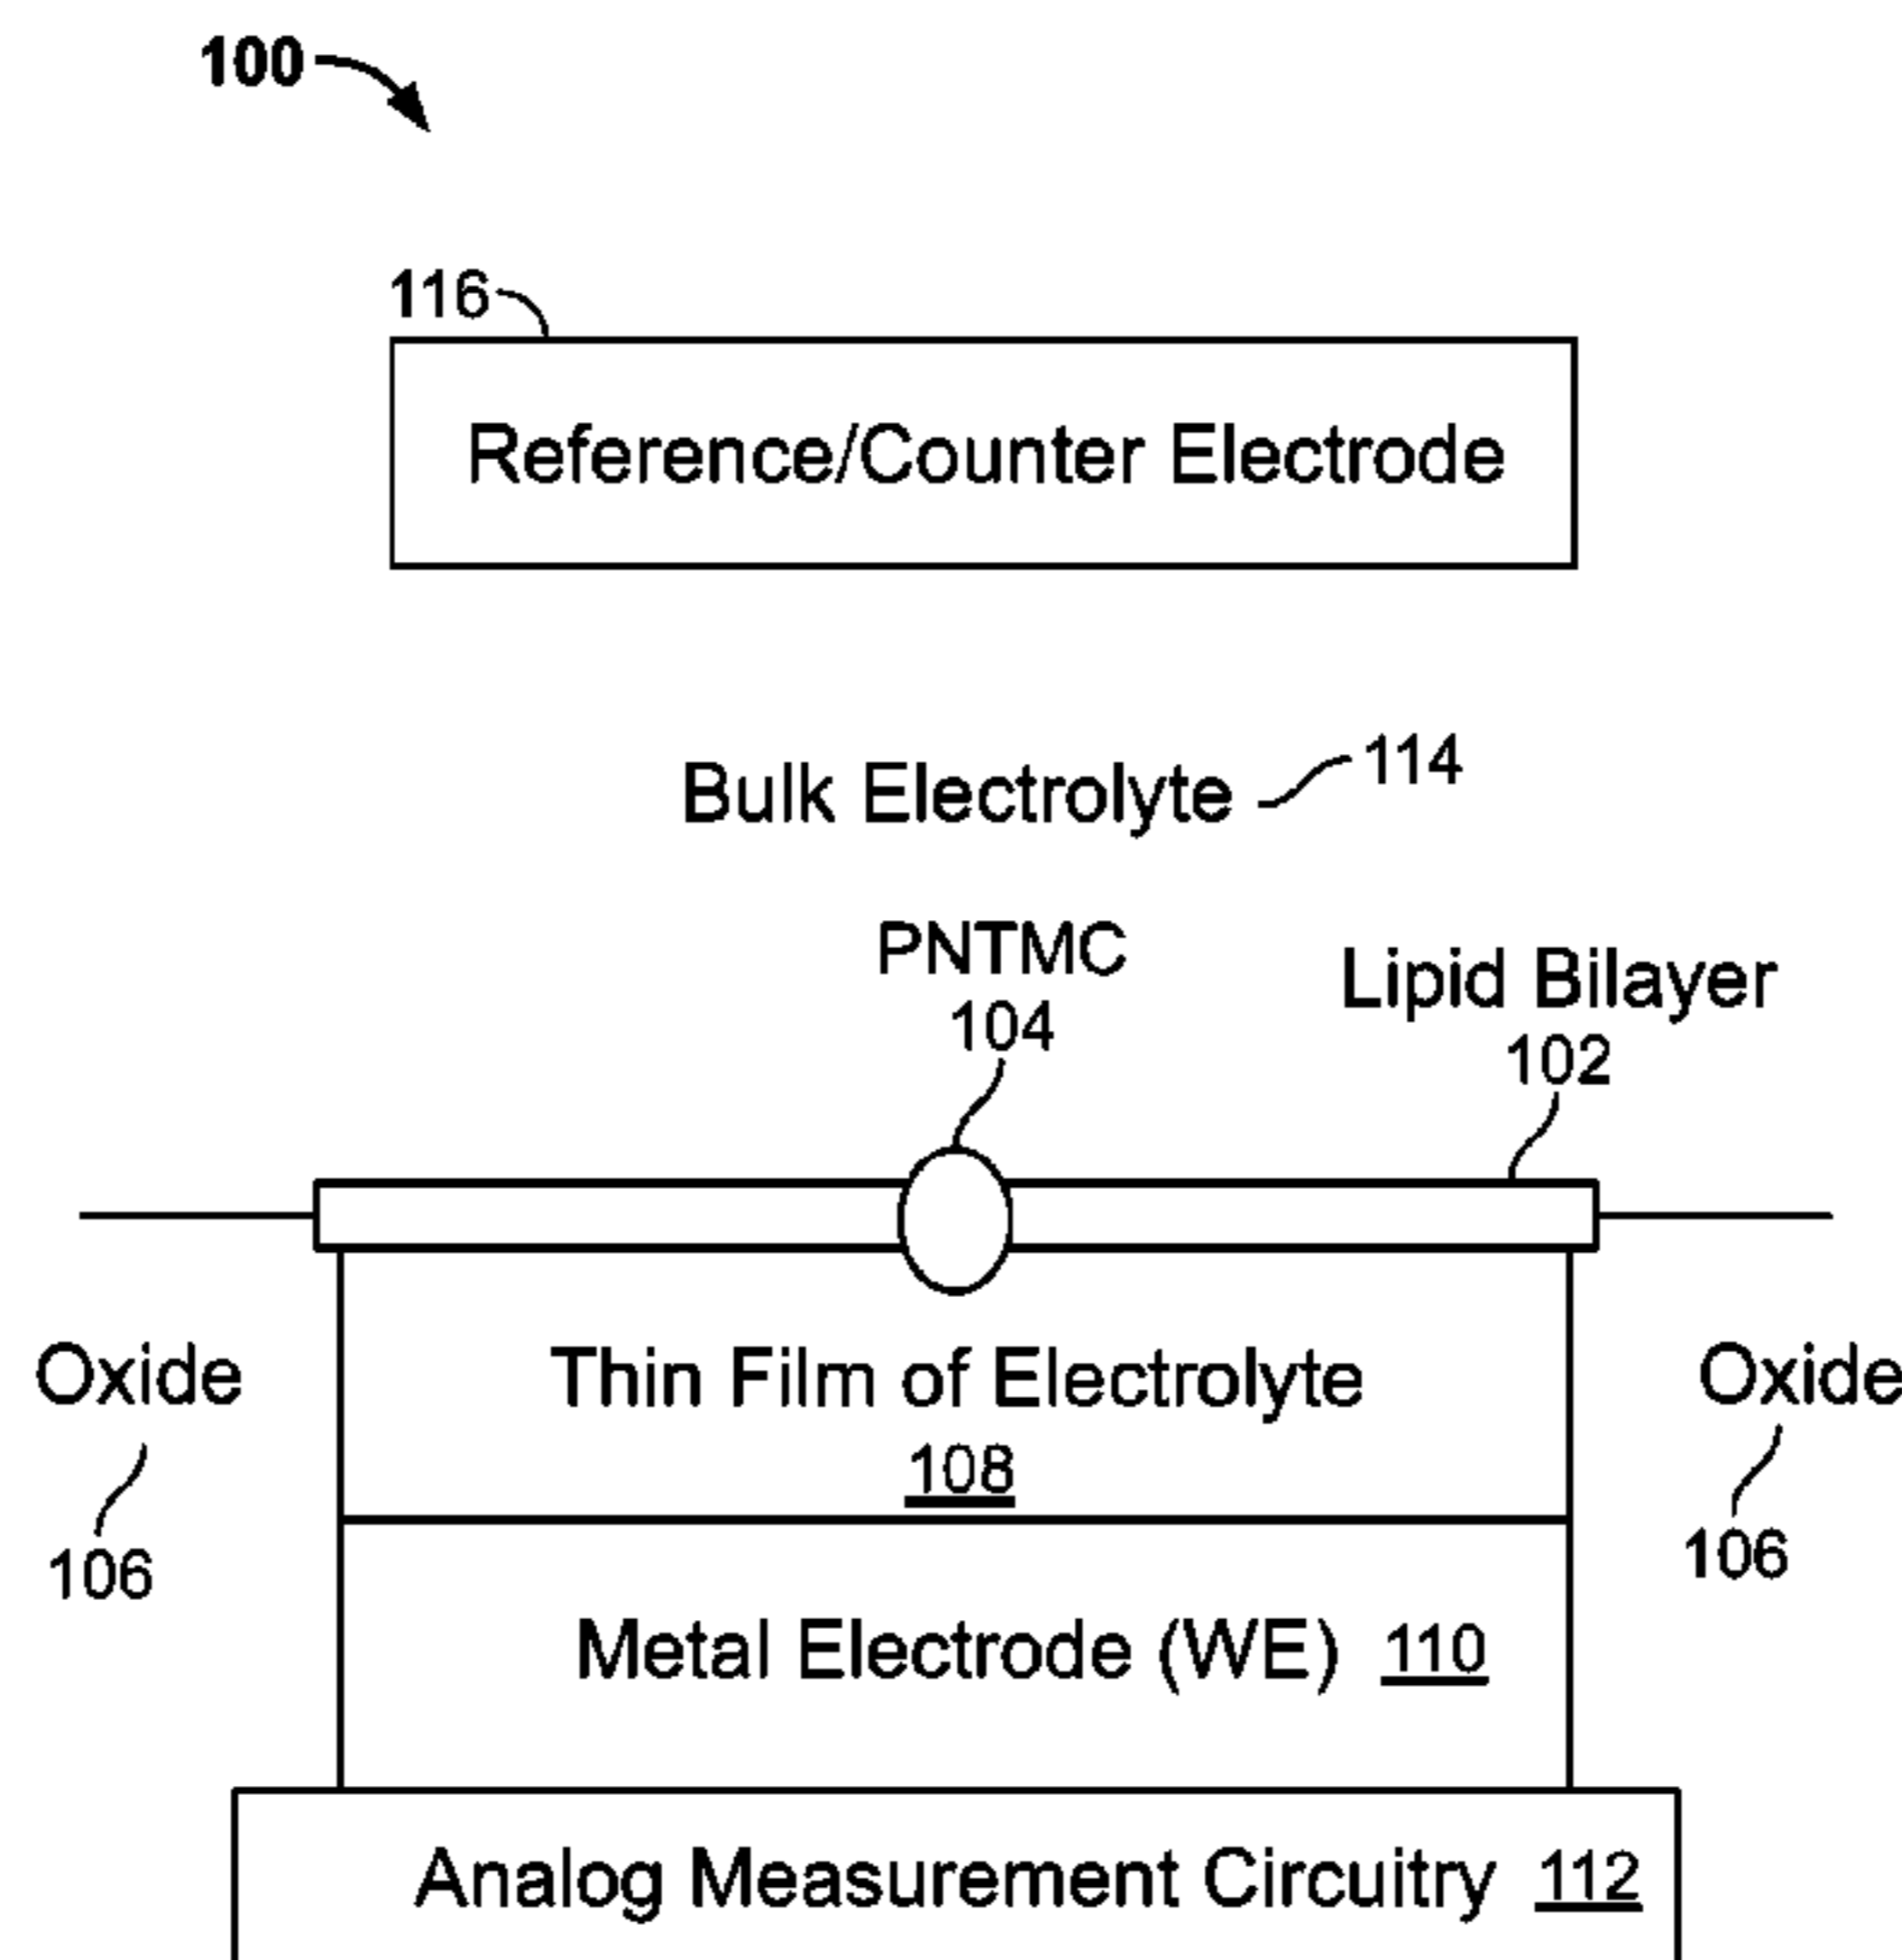 100
116
Reference/Counter Electrode
Bulk Electrolyte 114
PNTMC
104
Lipid Bilayer
102
Oxide
106
Thin Film of Electrolyte
108
Oxide
106
Metal Electrode (WE) 110
Analog Measurement Circuitry 112